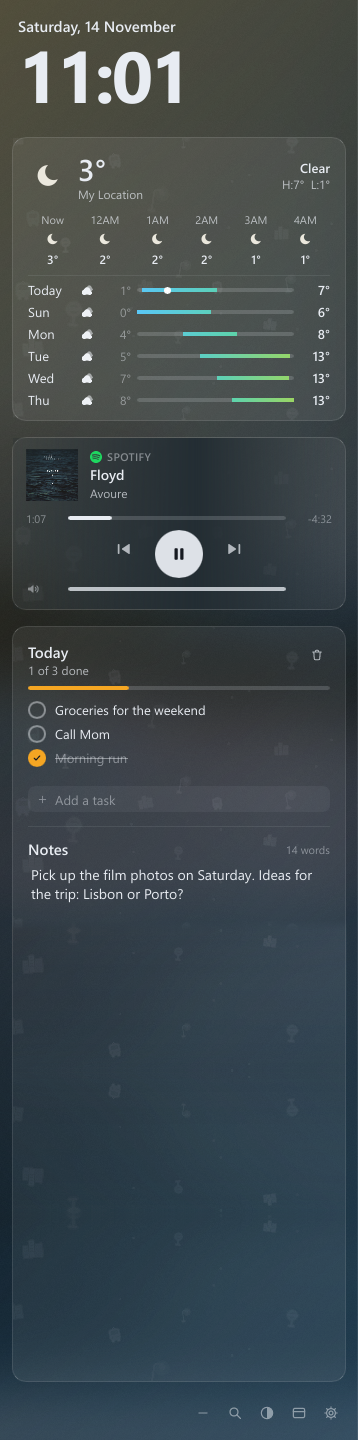 Saturday, 14 November
11:01
3°
My Location
Clear
H:7° L:1°
Now 12AM 1AM 2AM 3AM 4AM
3° 2° 2° 2° 1° 1°
Today 1° 7°
Sun 0° 6°
Mon 4° 8°
Tue 5° 13°
Wed 7° 13°
Thu 8° 13°
SPOTIFY
Floyd
Avoure
1:07 -4:32
Today
1 of 3 done
Groceries for the weekend
Call Mom
Morning run
+ Add a task
Notes 14 words
Pick up the film photos on Saturday. Ideas for
the trip: Lisbon or Porto?